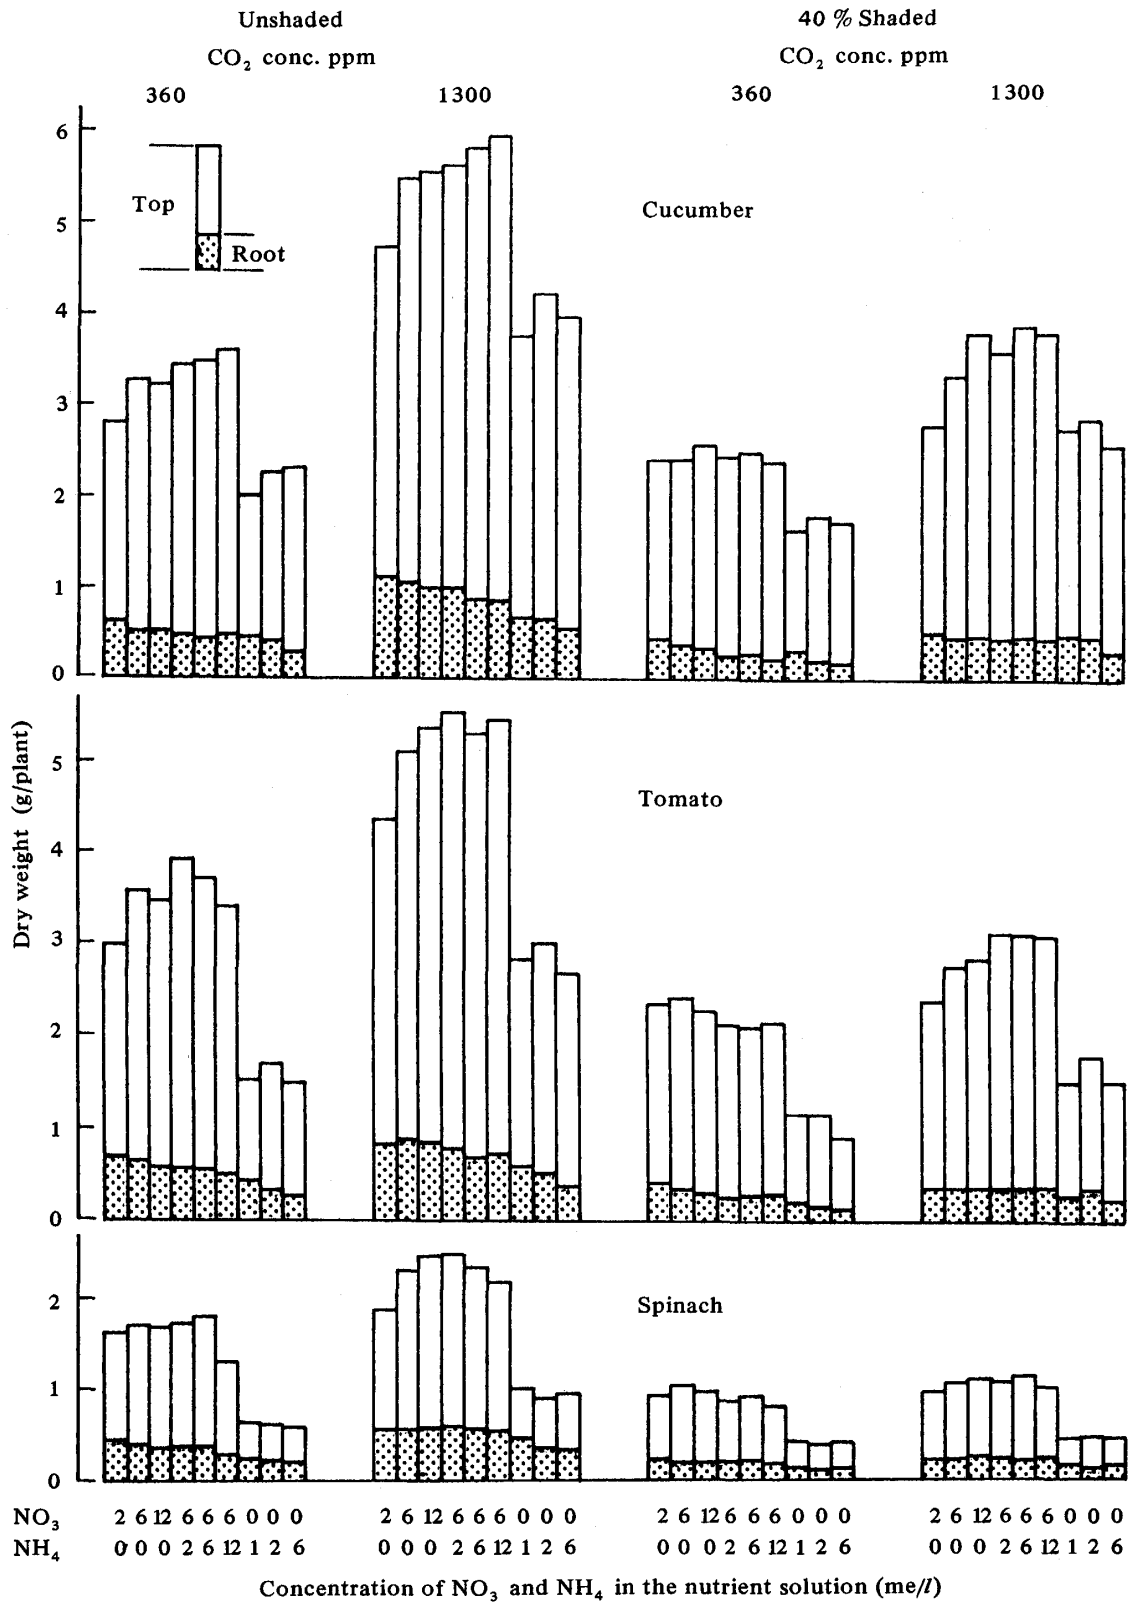 Unshaded
40 % Shaded
CO₂ conc. ppm
CO₂ conc. ppm
360
1300
360
1300
6
5
4
3
2
1
0
Top
Root
Cucumber
Dry weight (g/plant)
5
4
3
2
1
0
Tomato
2
1
0
Spinach
NO₃ 2 6 12 6 6 6 0 0 0 2 6 12 6 6 6 0 0 0 2 6 12 6 6 6 0 0 0 2 6 12 6 6 6 0 0 0
NH₄ 0 0 0 2 6 12 1 2 6 0 0 0 2 6 12 1 2 6 0 0 0 2 6 12 1 2 6 0 0 0 2 6 12 1 2 6
Concentration of NO₃ and NH₄ in the nutrient solution (me/l)